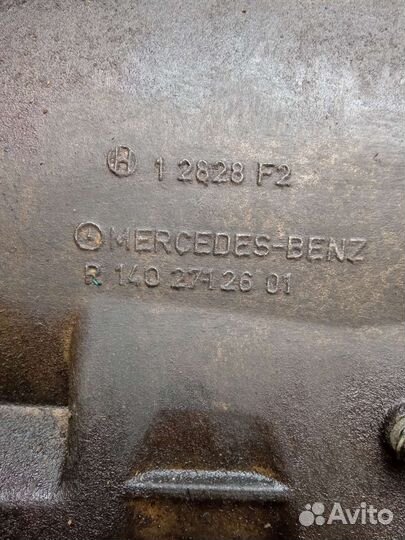 H 1 2828 F2
MERCEDES-BENZ
R 140 271 26 01
Avito